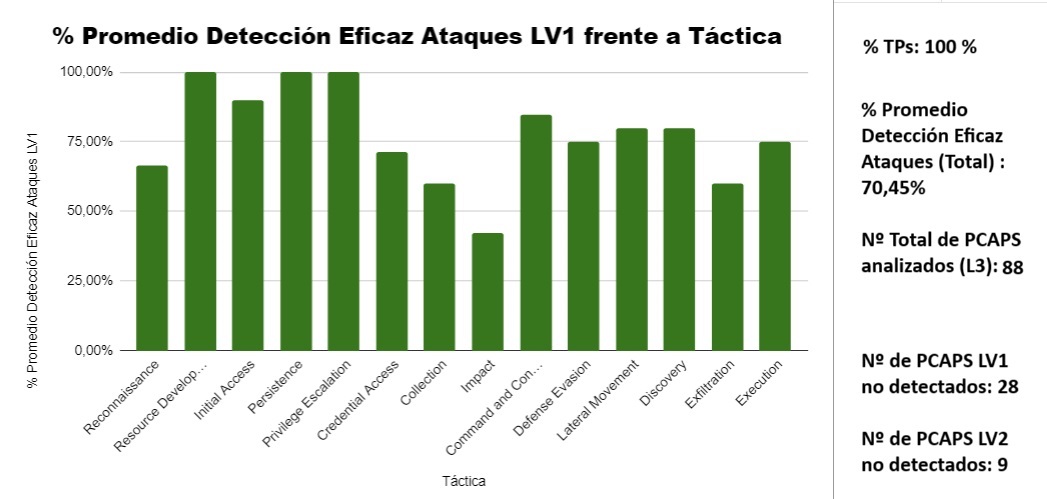 % Promedio Detección Eficaz Ataques LV1 frente a Táctica
% Promedio Detección Eficaz Ataques LV1
100,00%
75,00%
50,00%
25,00%
0,00%
Reconnaissance
Resource Develop…
Initial Access
Persistence
Privilege Escalation
Credential Access
Collection
Impact
Command and Con…
Defense Evasion
Lateral Movement
Discovery
Exfiltration
Execution
Táctica
% TPs: 100 %
% Promedio
Detección Eficaz
Ataques (Total) :
70,45%
Nº Total de PCAPS
analizados (L3): 88
Nº de PCAPS LV1
no detectados: 28
Nº de PCAPS LV2
no detectados: 9